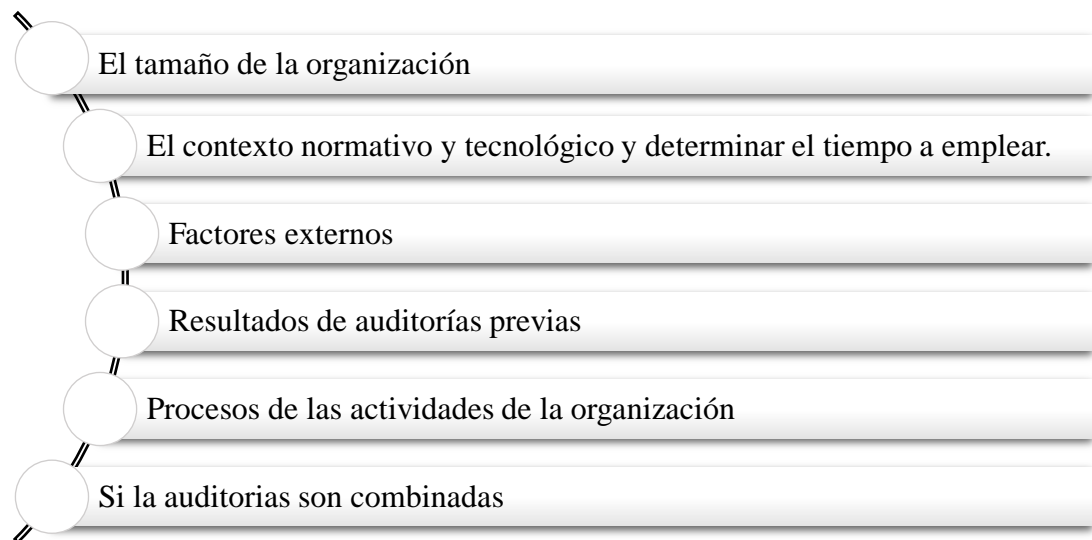 El tamaño de la organización
El contexto normativo y tecnológico y determinar el tiempo a emplear.
Factores externos
Resultados de auditorías previas
Procesos de las actividades de la organización
Si la auditorias son combinadas